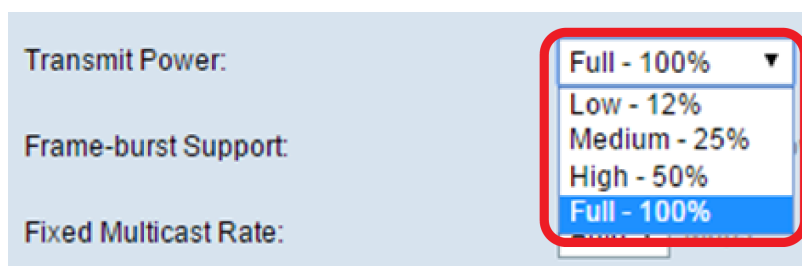 Transmit Power:
Full - 100%
Low - 12%
Medium - 25%
High - 50%
Full - 100%
Frame-burst Support:
Fixed Multicast Rate: